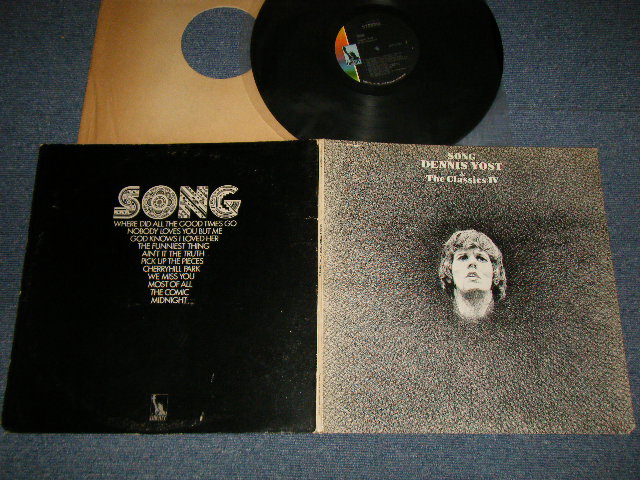 SONG
WHERE DID ALL THE GOOD TIMES GO
NOBODY LOVES YOU BUT ME
GOD KNOWS I LOVED HER
THE FUNNIEST THING
AIN'T IT THE TRUTH
PICK UP THE PIECES
CHERRYHILL PARK
WE MISS YOU
MOST OF ALL
THE COMIC
MIDNIGHT...
LIBERTY
SONG
DENNIS YOST
The Classics IV